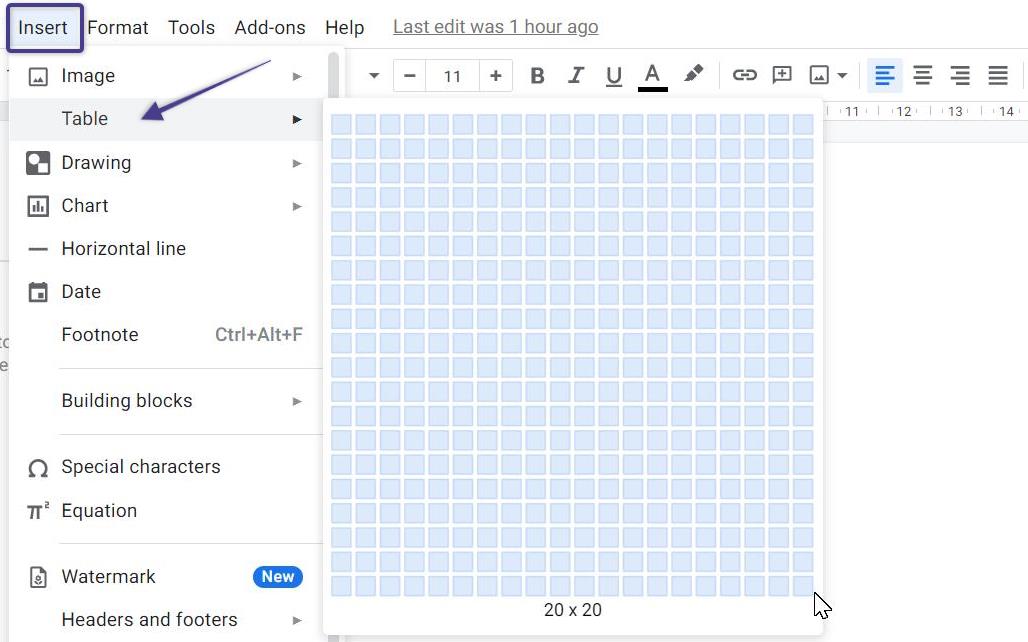 Insert Format Tools Add-ons Help Last edit was 1 hour ago
Image
11
B I U A
Table
11 12 13 14
Drawing
Chart
Horizontal line
Date
Footnote Ctrl+Alt+F
Building blocks
Ω Special characters
π² Equation
Watermark New
Headers and footers
20 x 20